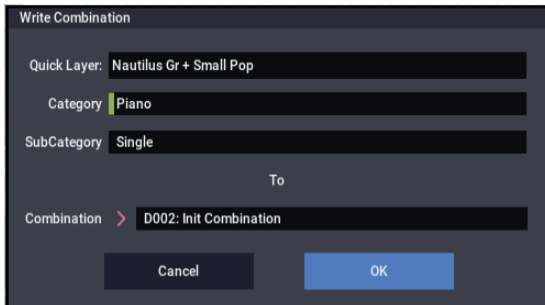 Write Combination
Quick Layer: Nautilus Gr + Small Pop
Category Piano
SubCategory Single
To
Combination D002: Init Combination
Cancel OK